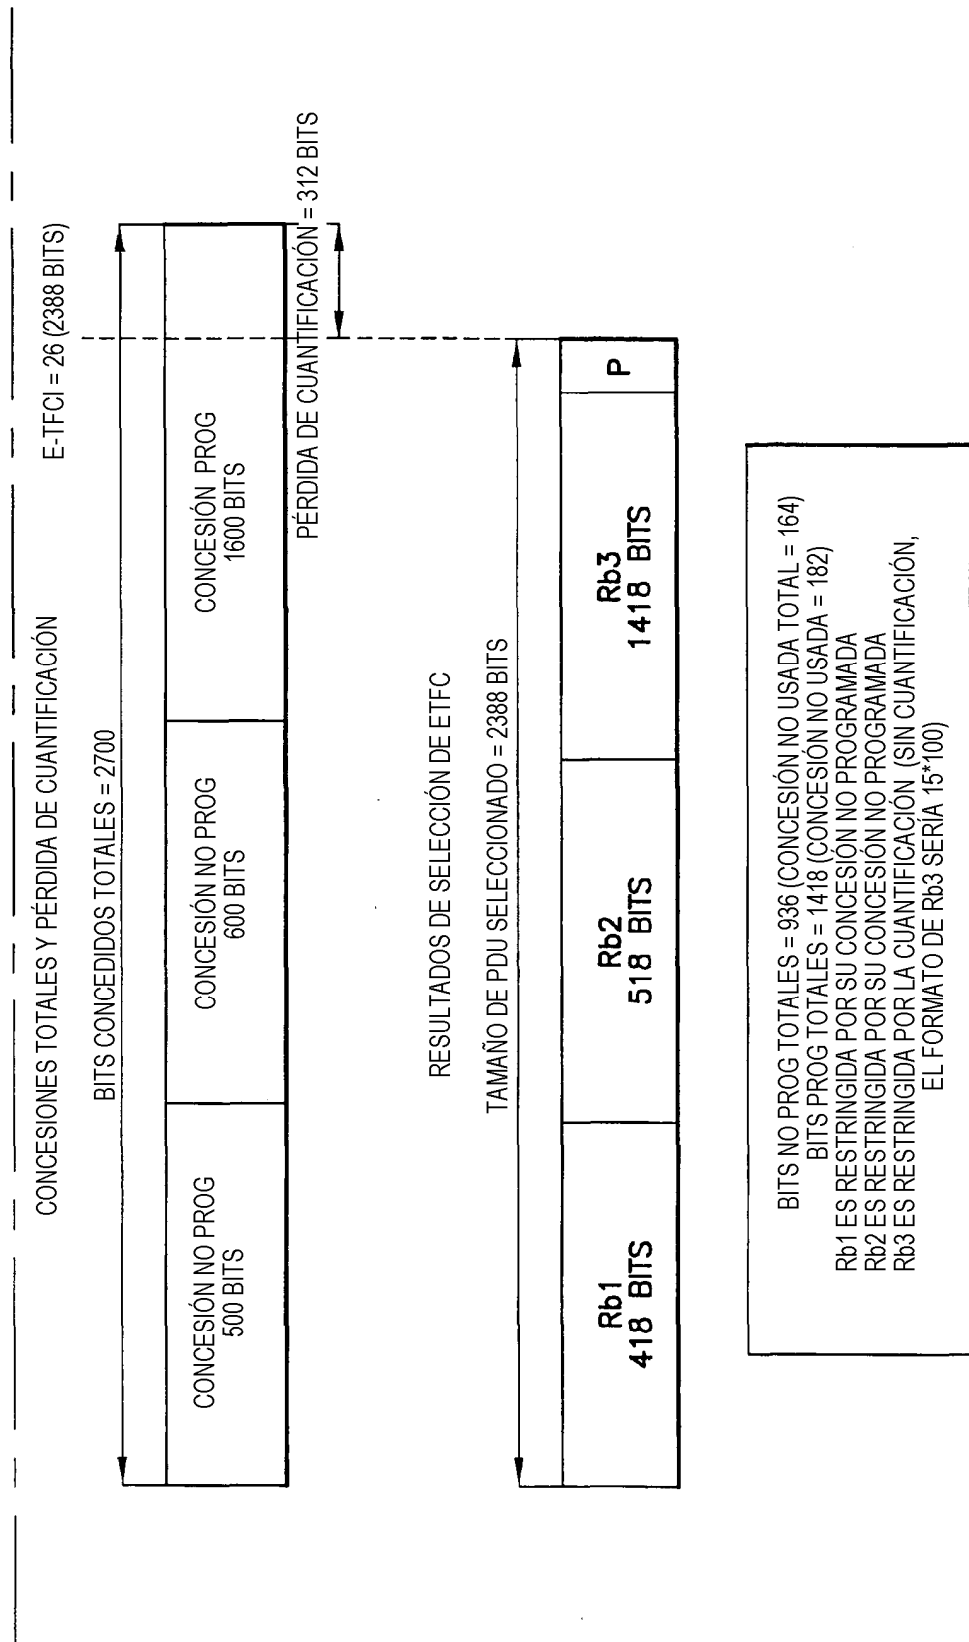 CONCESIONES TOTALES Y PÉRDIDA DE CUANTIFICACIÓN
E-TFCI = 26 (2388 BITS)
BITS CONCEDIDOS TOTALES = 2700
CONCESIÓN NO PROG
500 BITS
CONCESIÓN NO PROG
600 BITS
CONCESIÓN PROG
1600 BITS
PÉRDIDA DE CUANTIFICACIÓN = 312 BITS
RESULTADOS DE SELECCIÓN DE ETFC
TAMAÑO DE PDU SELECCIONADO = 2388 BITS
Rb1
418 BITS
Rb2
518 BITS
Rb3
1418 BITS
P
BITS NO PROG TOTALES = 936 (CONCESIÓN NO USADA TOTAL = 164)
BITS PROG TOTALES = 1418 (CONCESIÓN NO USADA = 182)
Rb1 ES RESTRINGIDA POR SU CONCESIÓN NO PROGRAMADA
Rb2 ES RESTRINGIDA POR SU CONCESIÓN NO PROGRAMADA
Rb3 ES RESTRINGIDA POR LA CUANTIFICACIÓN (SIN CUANTIFICACIÓN,
EL FORMATO DE Rb3 SERÍA 15*100)